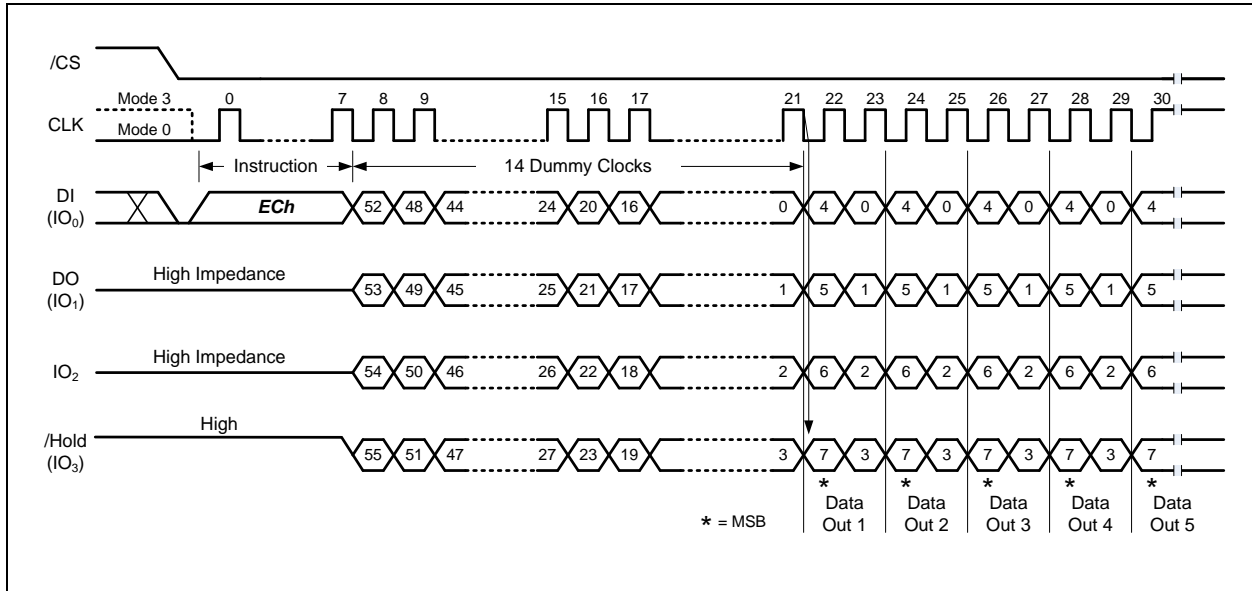 /CS
Mode 3 0 7 8 9 15 16 17 21 22 23 24 25 26 27 28 29 30
CLK
Mode 0
Instruction 14 Dummy Clocks
DI
(IO0) ECh 52 48 44 24 20 16 0 4 0 4 0 4 0 4 0 4
DO
(IO1) High Impedance 53 49 45 25 21 17 1 5 1 5 1 5 1 5 1 5
IO2 High Impedance 54 50 46 26 22 18 2 6 2 6 2 6 2 6 2 6
/Hold
(IO3) High 55 51 47 27 23 19 3 7 3 7 3 7 3 7 3 7
* * * * *
* = MSB
Data Out 1 Data Out 2 Data Out 3 Data Out 4 Data Out 5